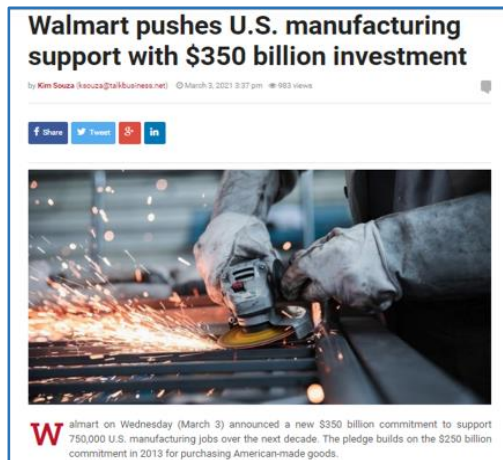 Walmart pushes U.S. manufacturing
support with $350 billion investment
by Kim Souza (ksouza@talkbusiness.net) March 3, 2021 3:37 pm 983 views
Share Tweet
Walmart on Wednesday (March 3) announced a new $350 billion commitment to support
750,000 U.S. manufacturing jobs over the next decade. The pledge builds on the $250 billion
commitment in 2013 for purchasing American-made goods.